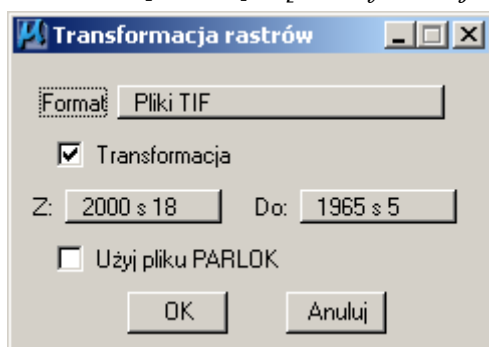 Transformacja rastrów
Format Pliki TIF
Transformacja
Z: 2000 s 18 Do: 1965 s 5
Użyj pliku PARLOK
OK Anuluj